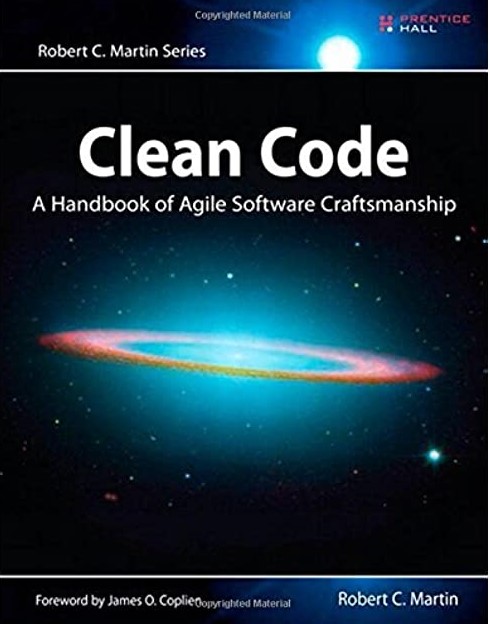 Copyrighted Material
PRENTICE
HALL
Robert C. Martin Series
Clean Code
A Handbook of Agile Software Craftsmanship
Foreword by James O. Coplien
Copyrighted Material
Robert C. Martin